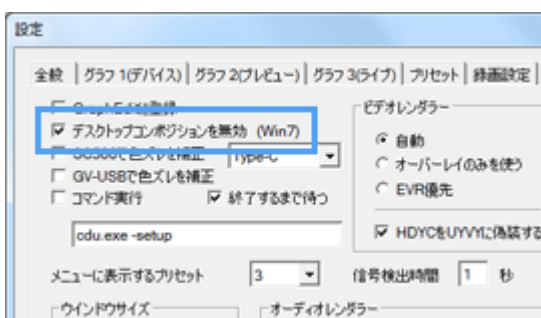 設定
全般 グラフ1(デバイス) グラフ2(プレビュー) グラフ3(ライブ) プリセット 録画設定
デスクトップコンポジションを無効 (Win7)
で色ズレを補正 Type-C
GV-USBで色ズレを補正
コマンド実行 終了するまで待つ
cdu.exe -setup
メニューに表示するプリセット 3
ウインドウサイズ
ビデオレンダラー
自動
オーバーレイのみを使う
EVR優先
HDYCをUYVYに偽装する
信号検出時間 1 秒
オーディオレンダラー